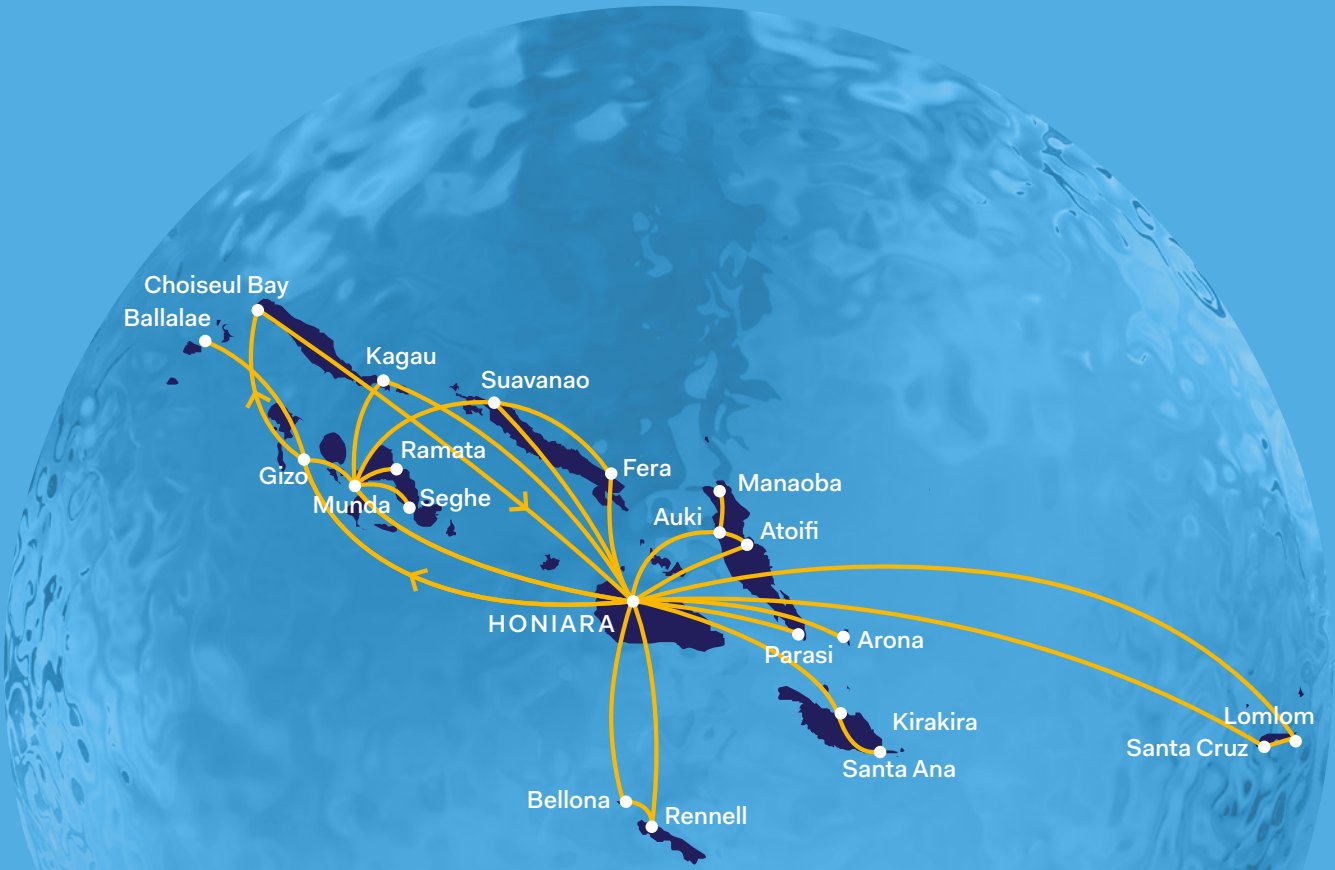 Choiseul Bay
Ballalae
Kagau
Suavanao
Ramata
Fera
Gizo
Munda
Seghe
Manaoba
Auki
Atoifi
HONIARA
Arona
Parasi
Kirakira
Lomlom
Santa Cruz
Santa Ana
Bellona
Rennell